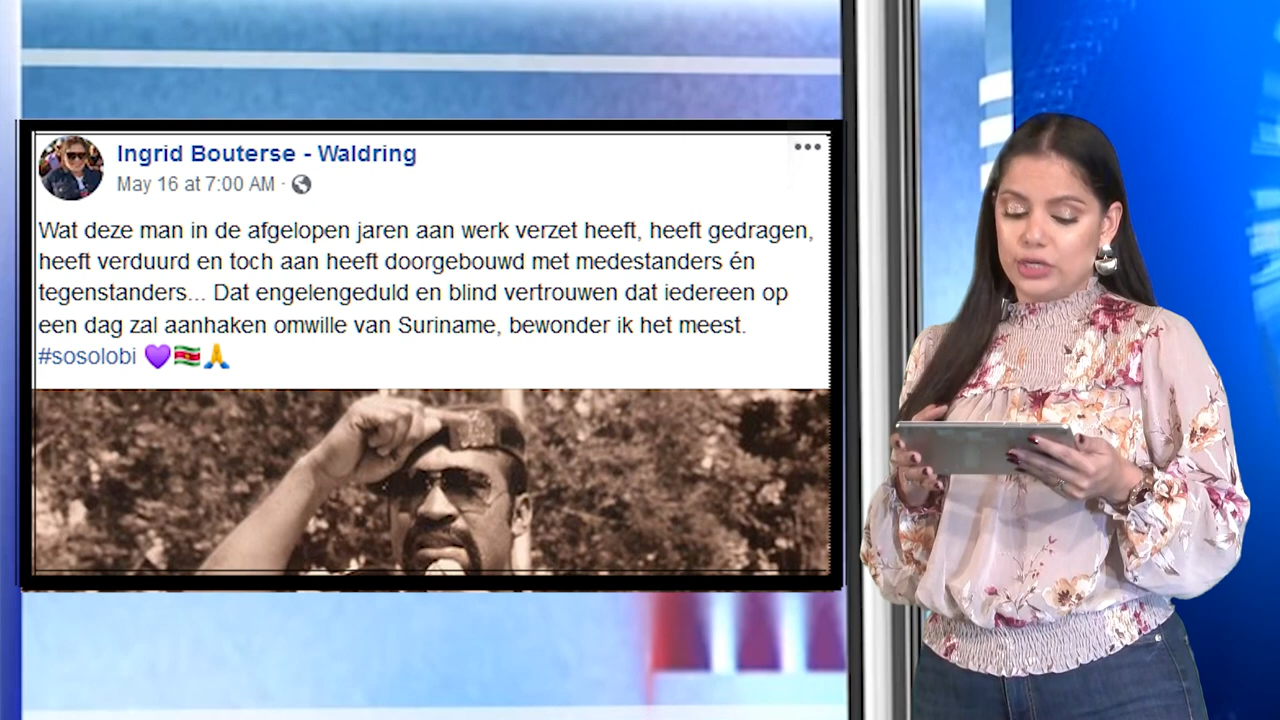 Ingrid Bouterse - Waldring
May 16 at 7:00 AM ·
Wat deze man in de afgelopen jaren aan werk verzet heeft, heeft gedragen,
heeft verduurd en toch aan heeft doorgebouwd met medestanders én
tegenstanders... Dat engelengeduld en blind vertrouwen dat iedereen op
een dag zal aanhaken omwille van Suriname, bewonder ik het meest.
#sosolobi 💜🇸🇷🙏